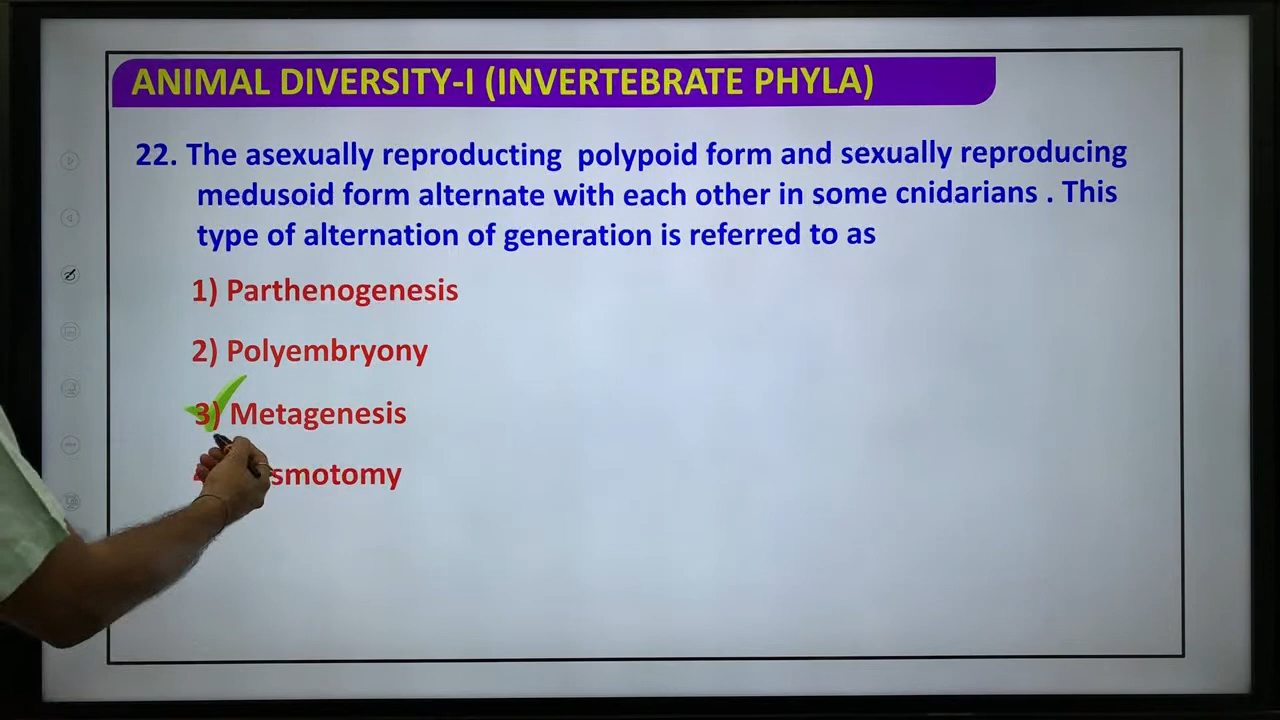 ANIMAL DIVERSITY-I (INVERTEBRATE PHYLA)
22. The asexually reproducting polypoid form and sexually reproducing
medusoid form alternate with each other in some cnidarians . This
type of alternation of generation is referred to as
1) Parthenogenesis
2) Polyembryony
3) Metagenesis
smotomy